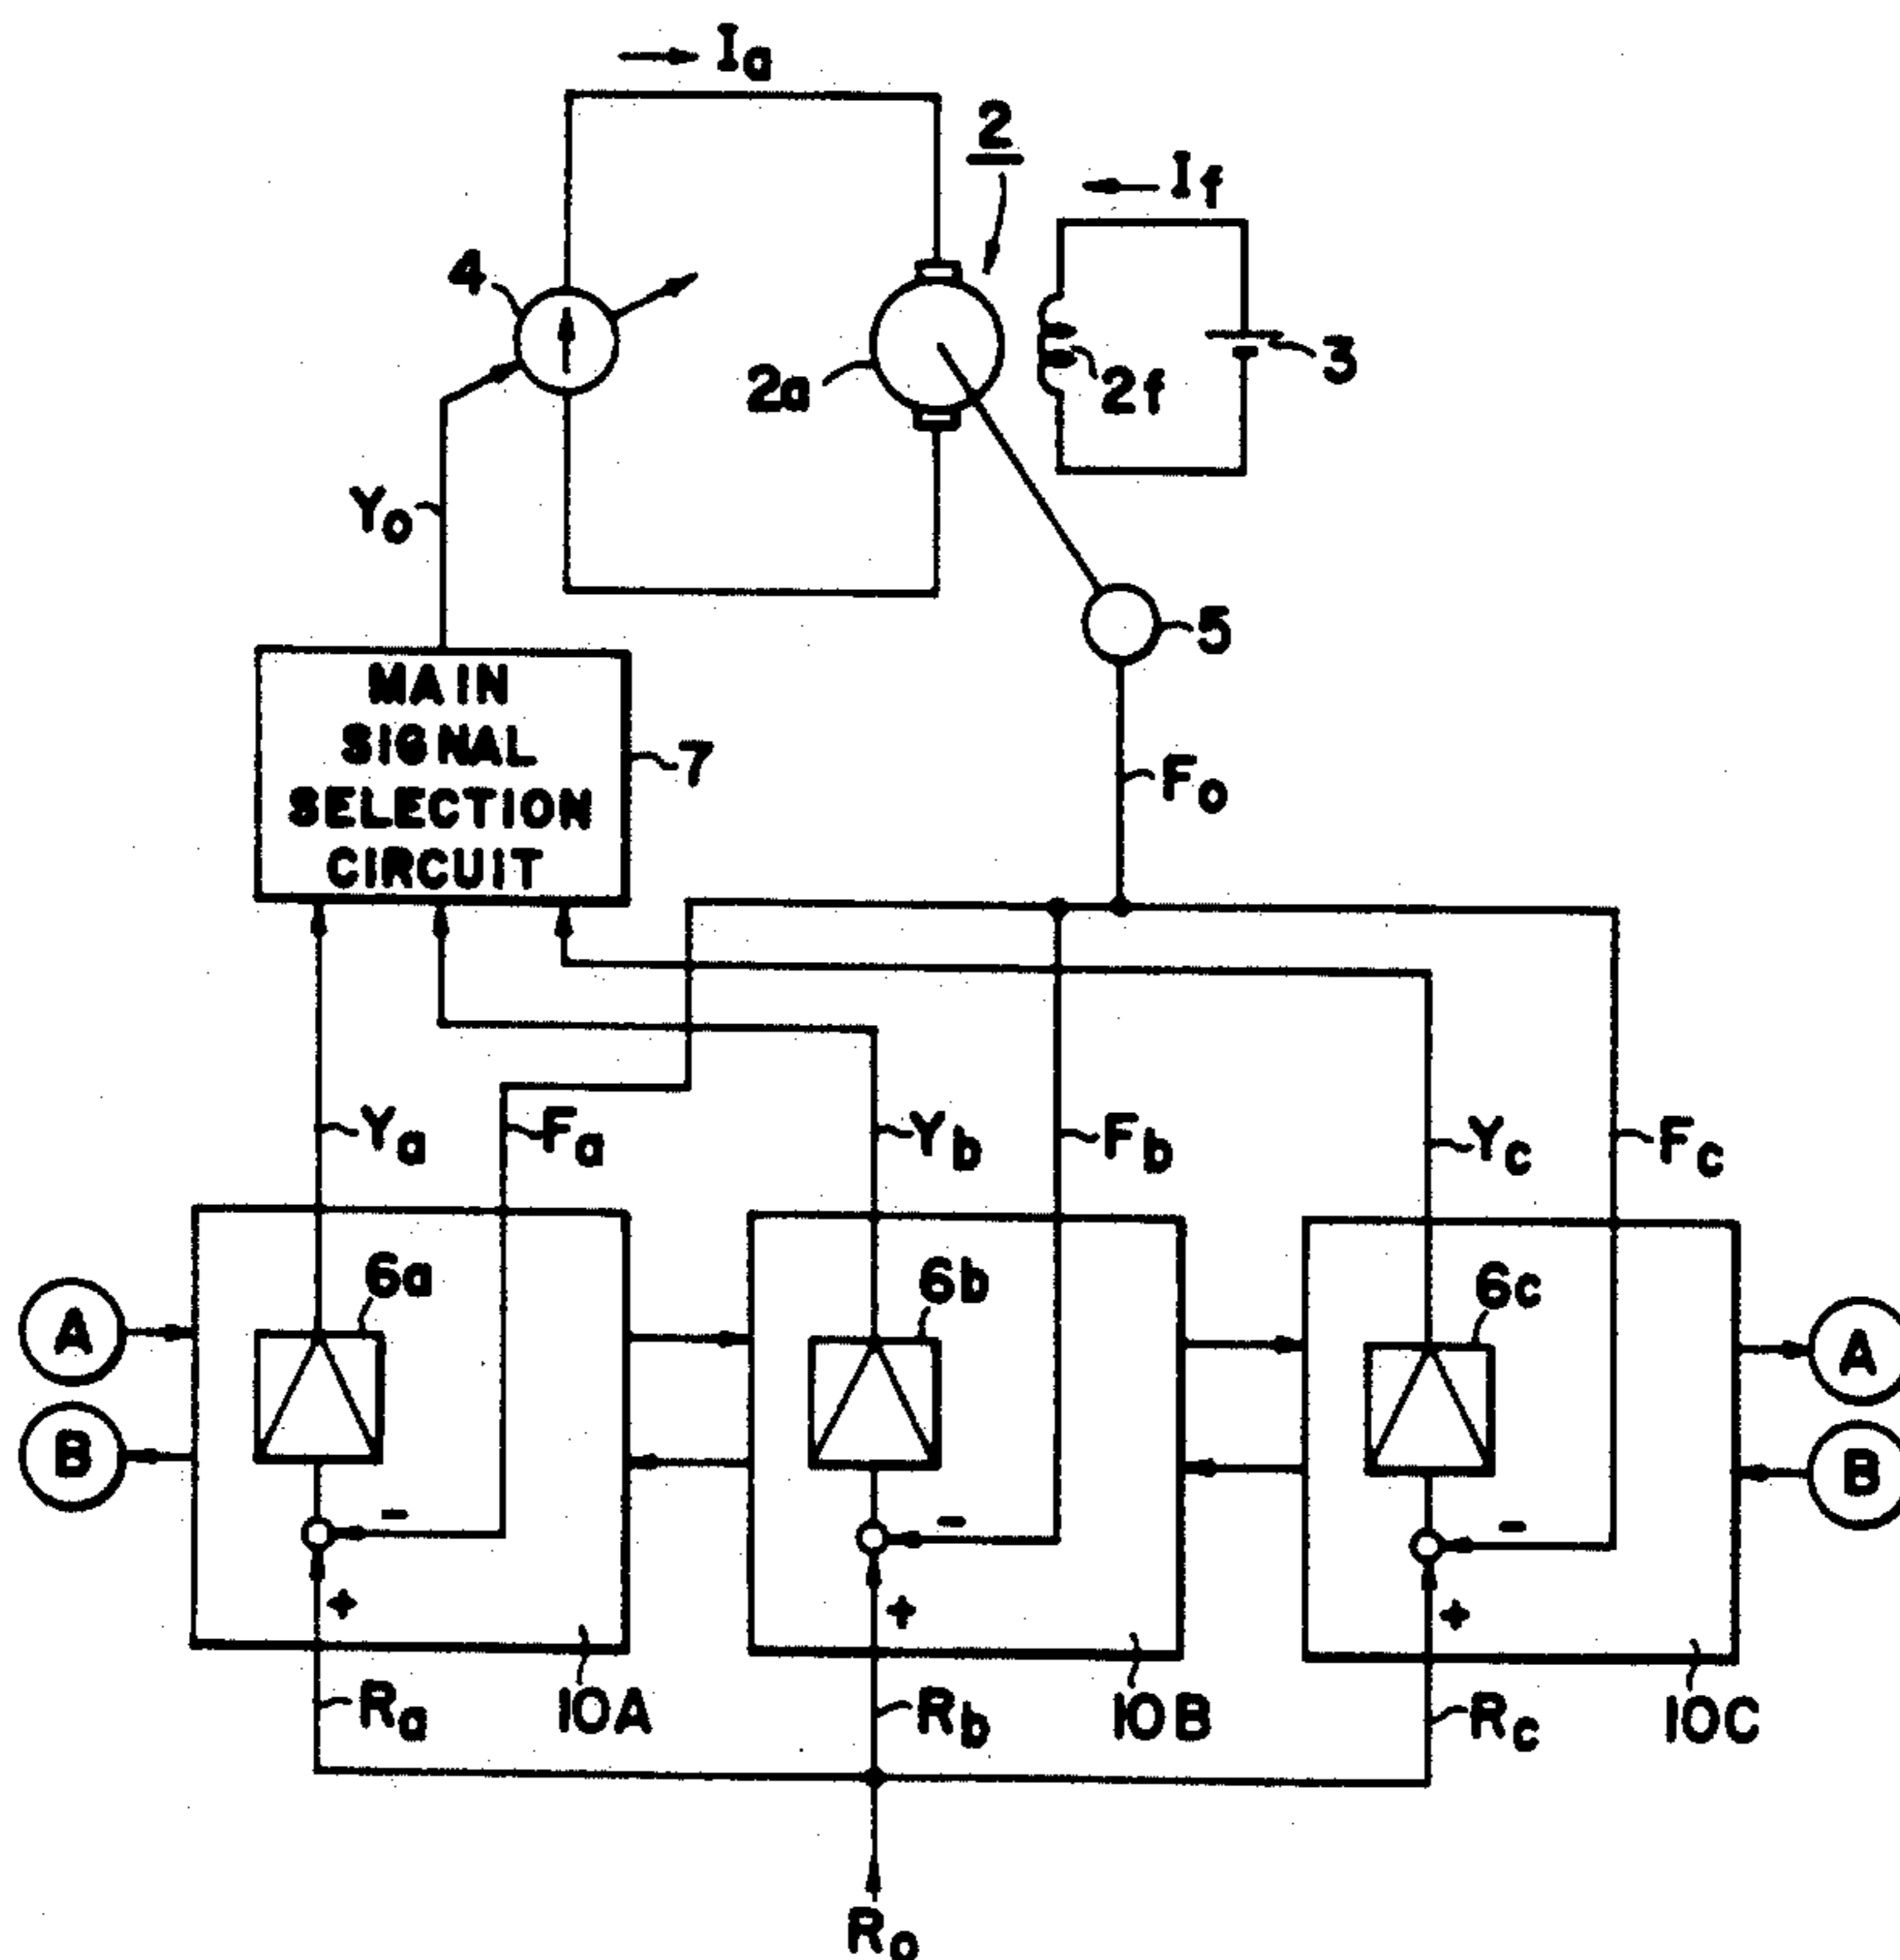 Ia
2
If
4
2a
2f
3
Yo
5
MAIN
SIGNAL
SELECTION
CIRCUIT
7
Fo
Ya
Fa
Yb
Fb
Yc
Fc
6a
6b
6c
A
A
B
B
-
-
-
+
+
+
Ra
10A
Rb
10B
Rc
10C
Ro